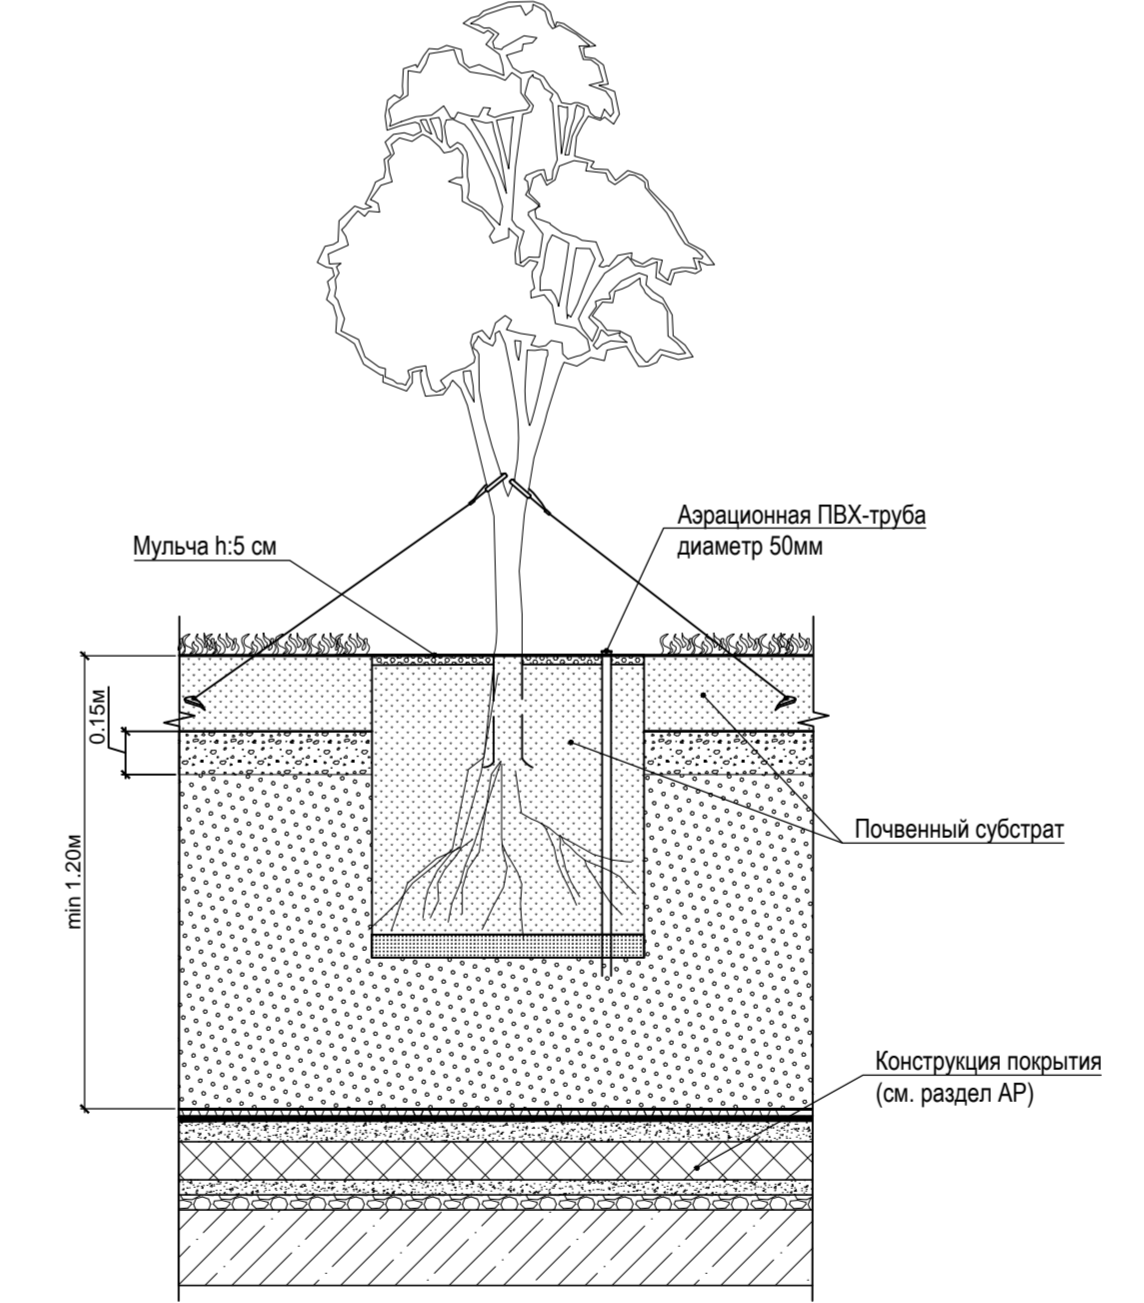 Аэрационная ПВХ-труба
диаметр 50мм
Мульча h:5 см
0.15м
min 1.20м
Почвенный субстрат
Конструкция покрытия
(см. раздел АР)